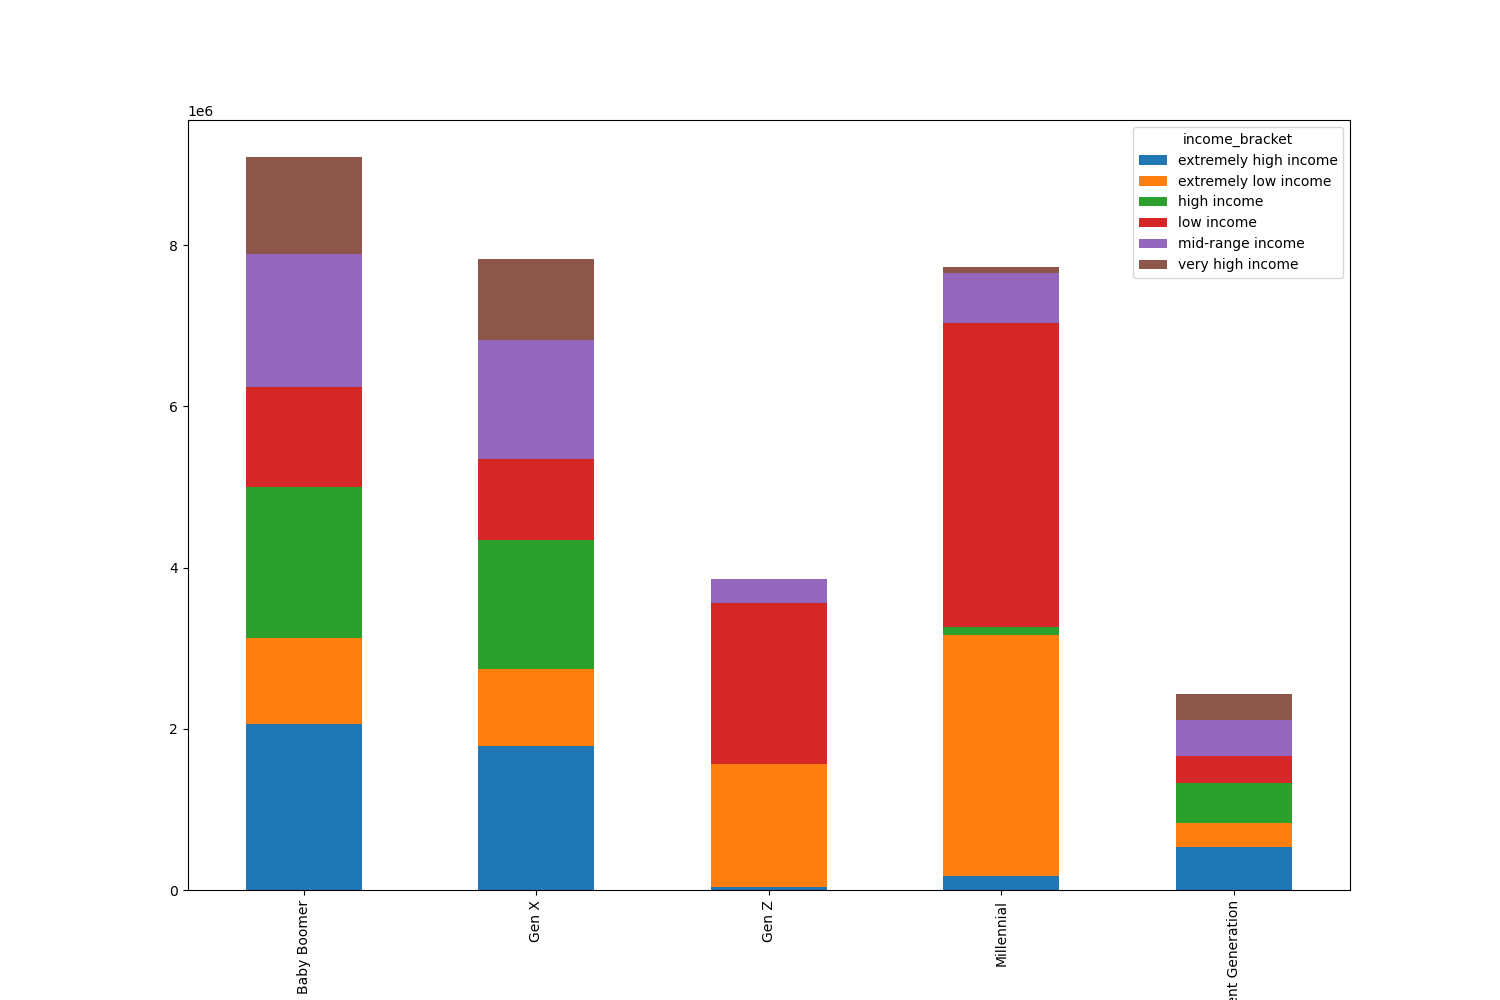 1e6
income_bracket
extremely high income
extremely low income
high income
low income
mid-range income
very high income
8
6
4
2
0
Baby Boomer
Gen X
Gen Z
Millennial
ent Generation